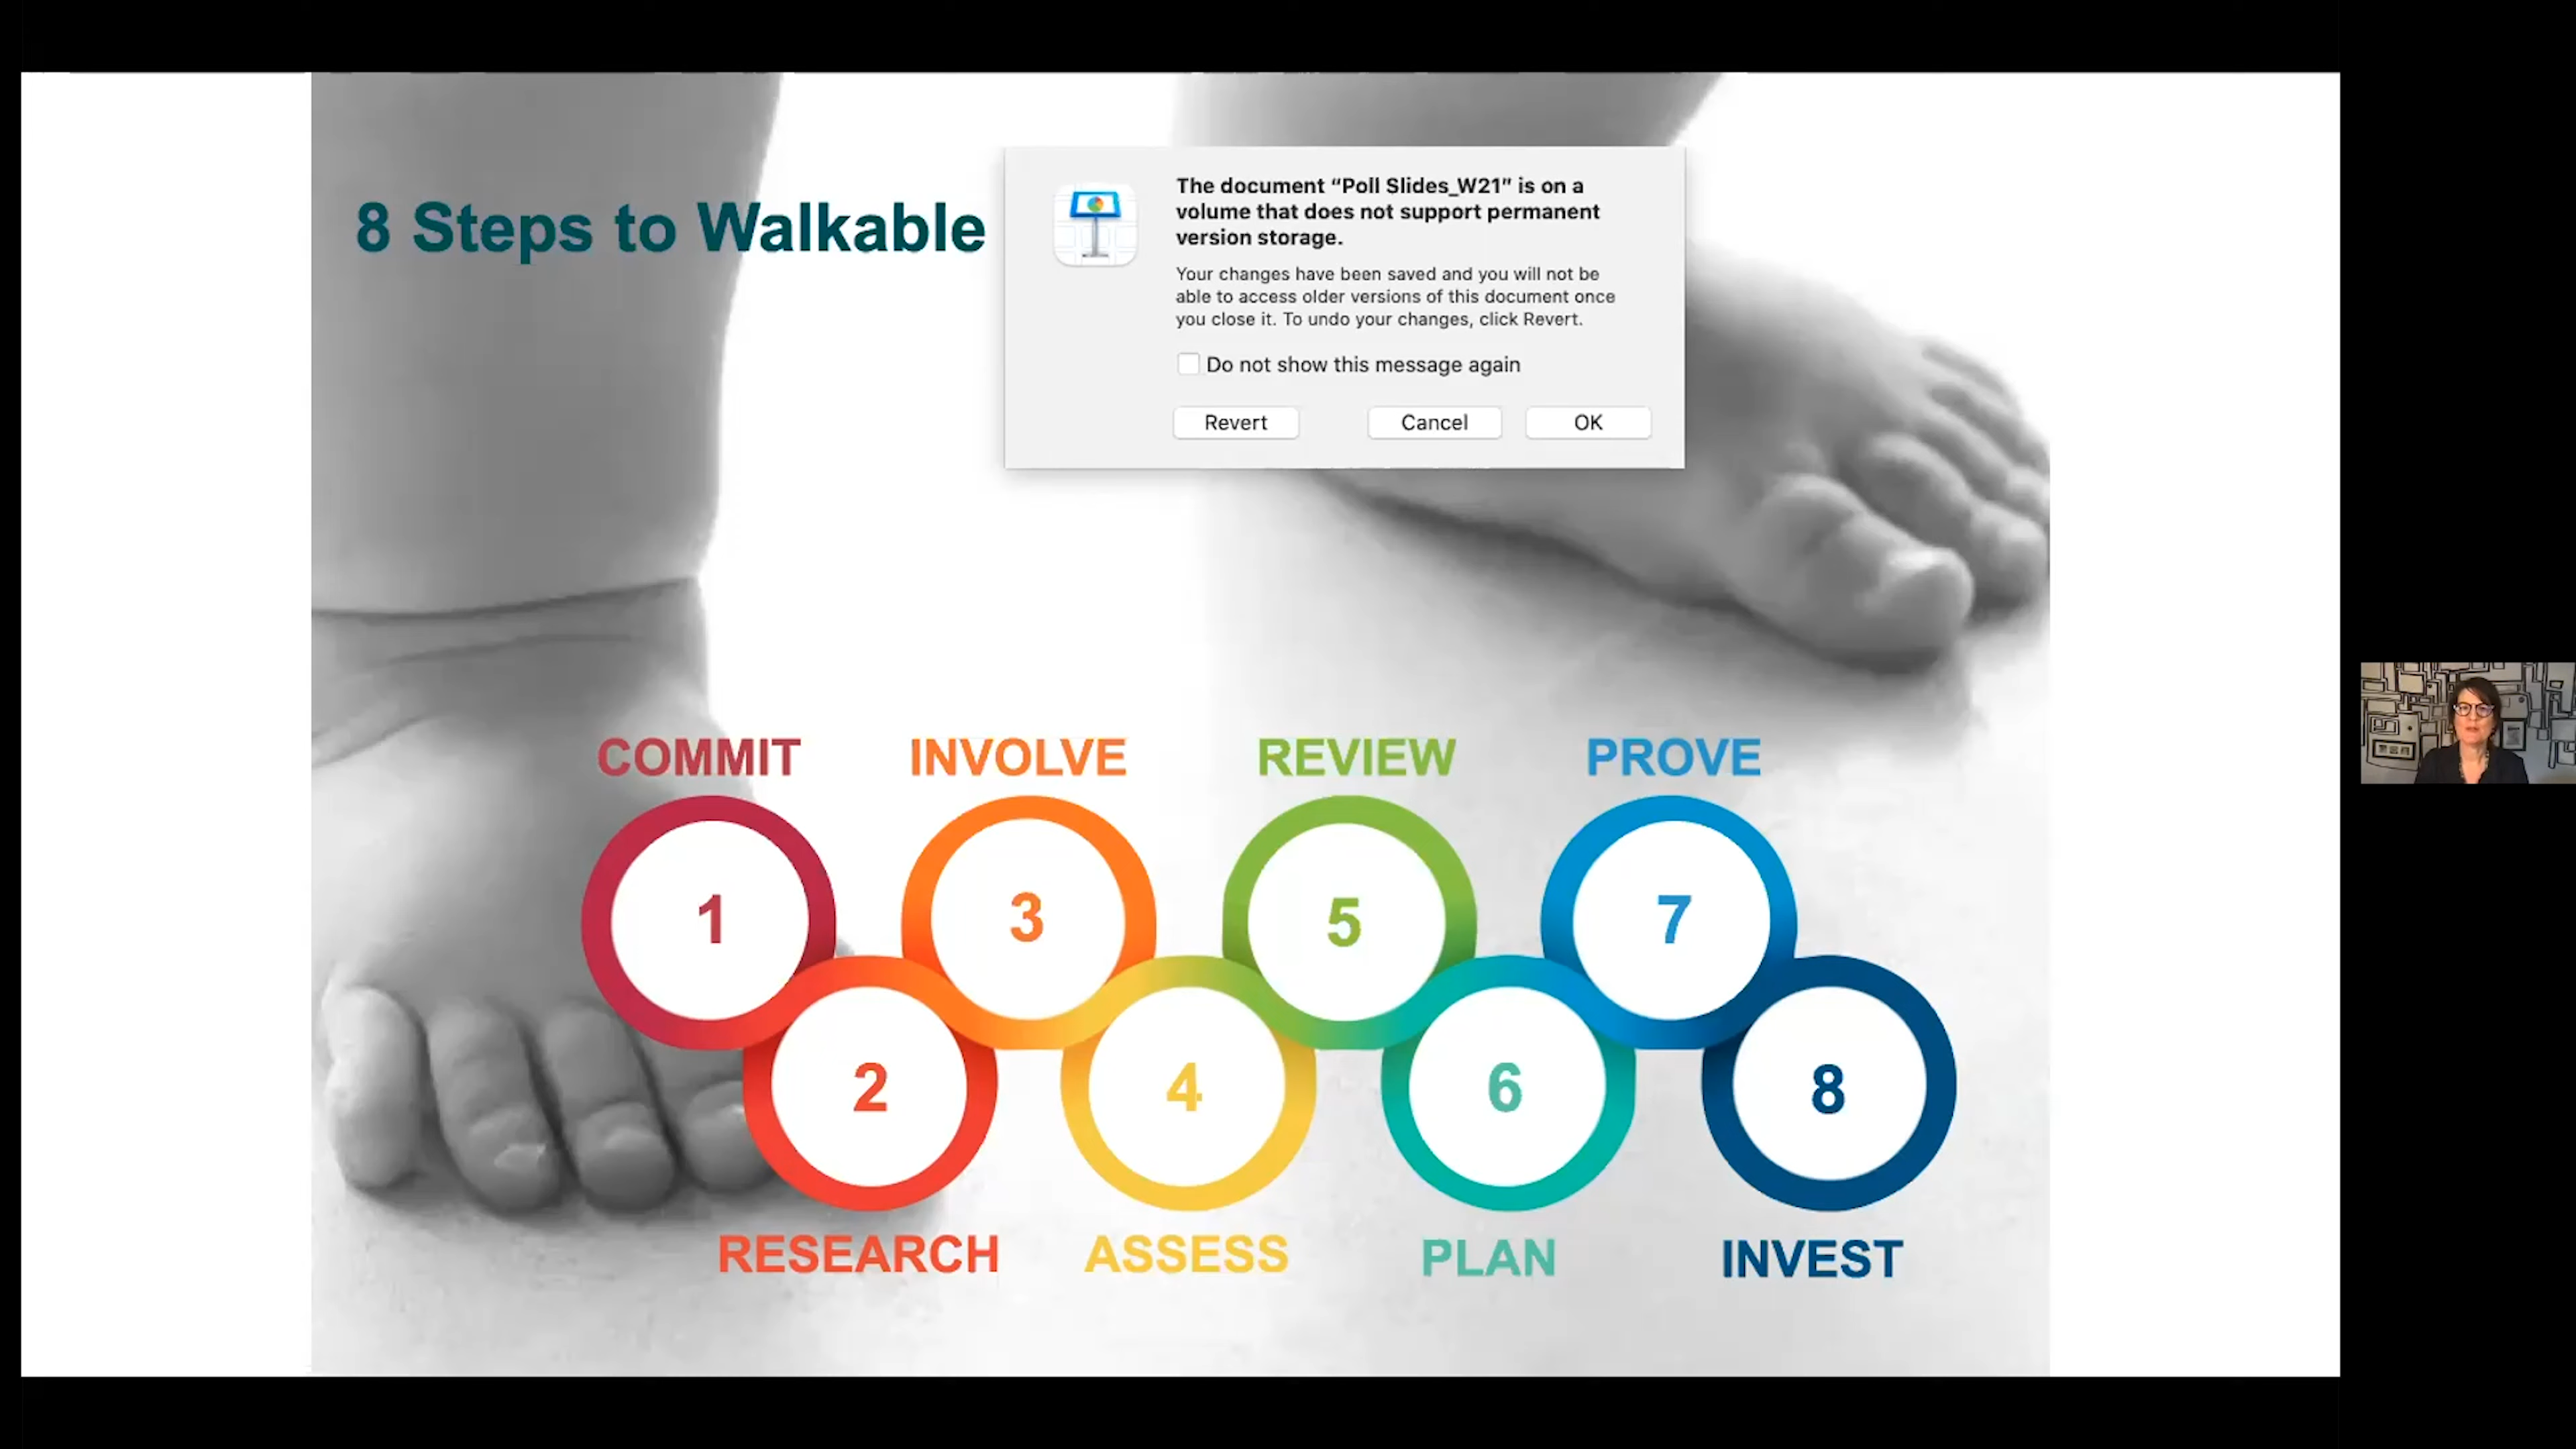 8 Steps to Walkable
The document “Poll Slides_W21” is on a
volume that does not support permanent
version storage.
Your changes have been saved and you will not be
able to access older versions of this document once
you close it. To undo your changes, click Revert.
Do not show this message again
Revert
Cancel
OK
COMMIT
INVOLVE
REVIEW
PROVE
1
3
5
7
2
4
6
8
RESEARCH
ASSESS
PLAN
INVEST